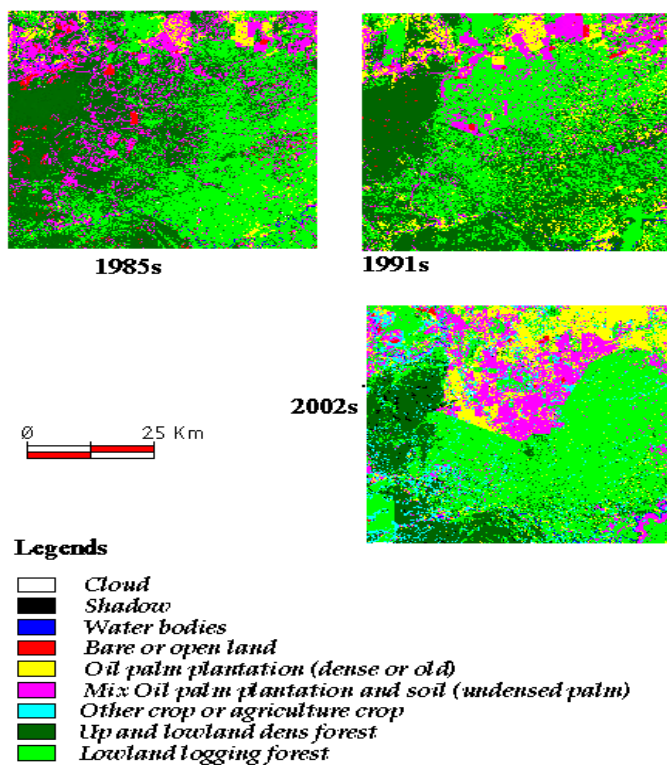 1985s
1991s
2002s
Ø 25 Km
Legends
Cloud
Shadow
Water bodies
Bare or open land
Oil palm plantation (dense or old)
Mix Oil palm plantation and soil (undensed palm)
Other crop or agriculture crop
Up and lowland dens forest
Lowland logging forest